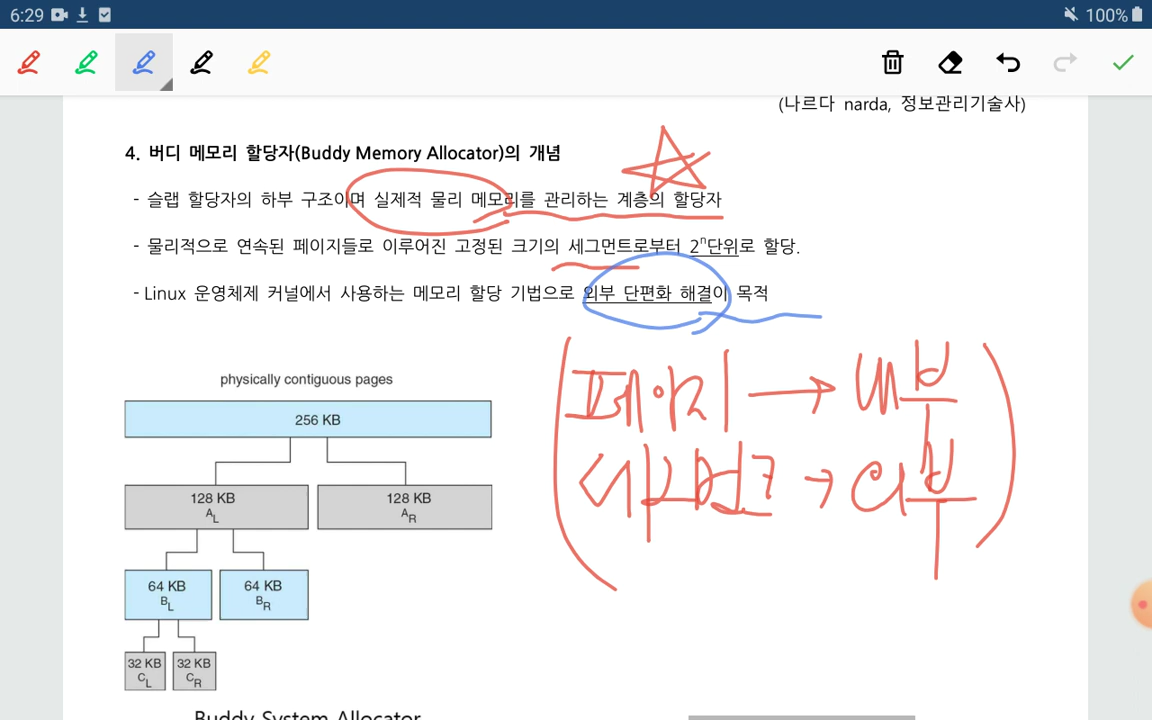 6:29
100%
(나르다 narda, 정보관리기술사)
4. 버디 메모리 할당자(Buddy Memory Allocator)의 개념
- 슬랩 할당자의 하부 구조이며 실제적 물리 메모리를 관리하는 계층의 할당자
- 물리적으로 연속된 페이지들로 이루어진 고정된 크기의 세그먼트로부터 2ⁿ단위로 할당.
- Linux 운영체제 커널에서 사용하는 메모리 할당 기법으로 외부 단편화 해결이 목적
physically contiguous pages
256 KB
128 KB
AL
128 KB
AR
64 KB
BL
64 KB
BR
32 KB
CL
32 KB
CR
Buddy System Allocator
(페이지 → 내부
세그먼트 → 외부)